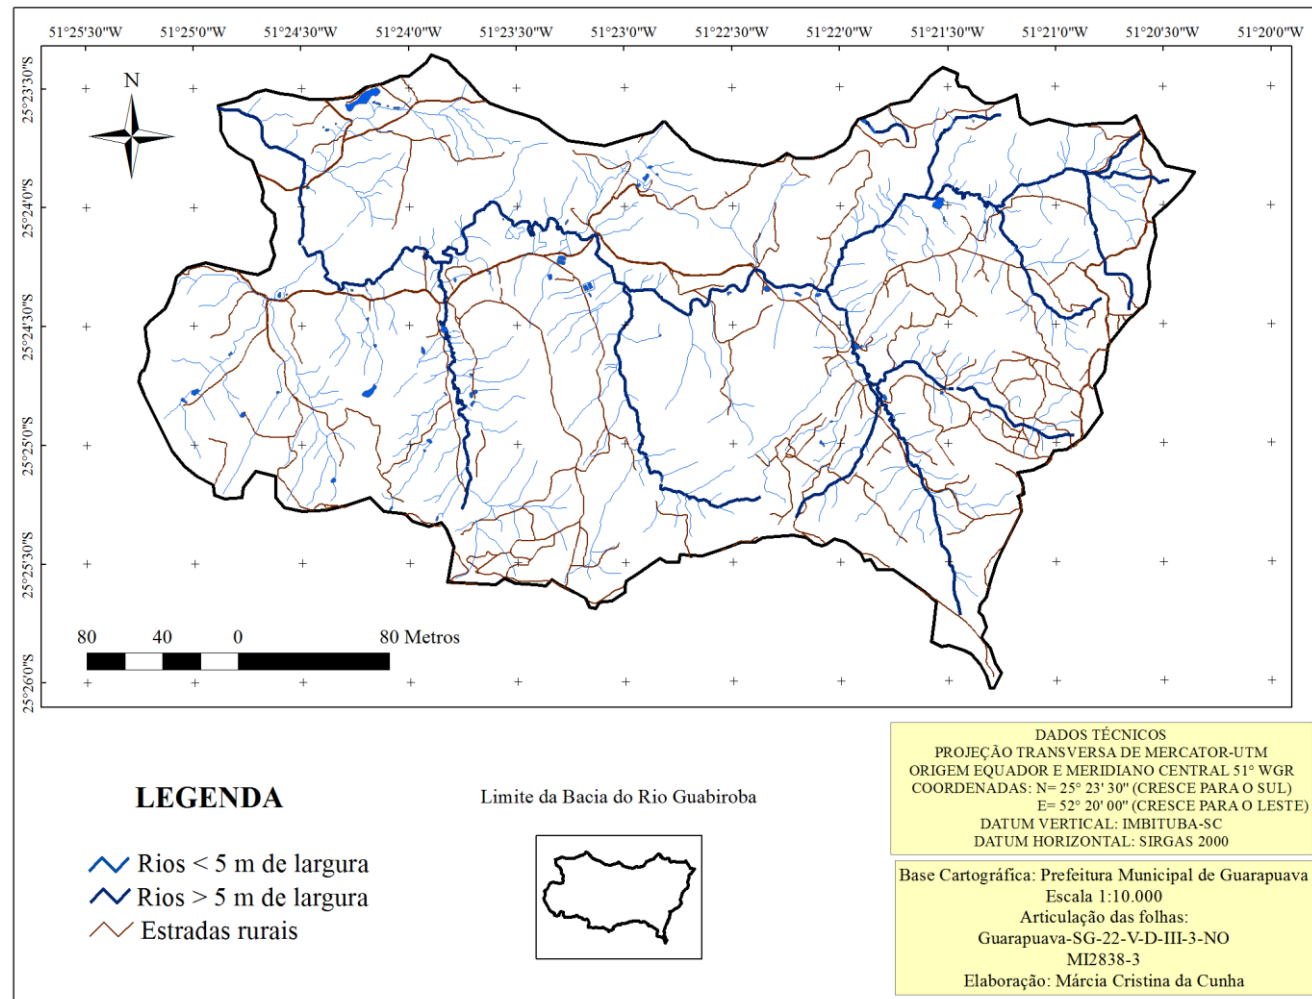 51°25'30"W 51°25'0"W 51°24'30"W 51°24'0"W 51°23'30"W 51°23'0"W 51°22'30"W 51°22'0"W 51°21'30"W 51°21'0"W 51°20'30"W 51°20'0"W
25°23'30"S
25°24'0"S
25°24'30"S
25°25'0"S
25°25'30"S
25°26'0"S
N
80 40 0 80 Metros
LEGENDA
Rios < 5 m de largura
Rios > 5 m de largura
Estradas rurais
Limite da Bacia do Rio Guabiroba
DADOS TÉCNICOS
PROJEÇÃO TRANSVERSA DE MERCATOR-UTM
ORIGEM EQUADOR E MERIDIANO CENTRAL 51° WGR
COORDENADAS: N= 25° 23' 30" (CRESCE PARA O SUL)
E= 52° 20' 00" (CRESCE PARA O LESTE)
DATUM VERTICAL: IMBITUBA-SC
DATUM HORIZONTAL: SIRGAS 2000
Base Cartográfica: Prefeitura Municipal de Guarapuava
Escala 1:10.000
Articulação das folhas:
Guarapuava-SG-22-V-D-III-3-NO
MI2838-3
Elaboração: Márcia Cristina da Cunha